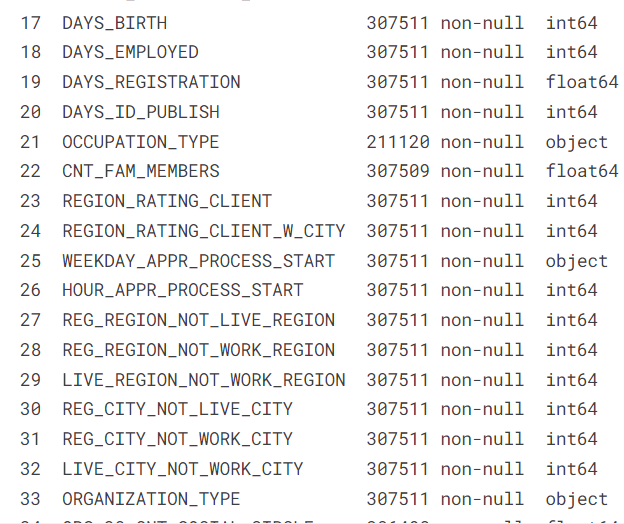 17 DAYS_BIRTH 307511 non-null int64
18 DAYS_EMPLOYED 307511 non-null int64
19 DAYS_REGISTRATION 307511 non-null float64
20 DAYS_ID_PUBLISH 307511 non-null int64
21 OCCUPATION_TYPE 211120 non-null object
22 CNT_FAM_MEMBERS 307509 non-null float64
23 REGION_RATING_CLIENT 307511 non-null int64
24 REGION_RATING_CLIENT_W_CITY 307511 non-null int64
25 WEEKDAY_APPR_PROCESS_START 307511 non-null object
26 HOUR_APPR_PROCESS_START 307511 non-null int64
27 REG_REGION_NOT_LIVE_REGION 307511 non-null int64
28 REG_REGION_NOT_WORK_REGION 307511 non-null int64
29 LIVE_REGION_NOT_WORK_REGION 307511 non-null int64
30 REG_CITY_NOT_LIVE_CITY 307511 non-null int64
31 REG_CITY_NOT_WORK_CITY 307511 non-null int64
32 LIVE_CITY_NOT_WORK_CITY 307511 non-null int64
33 ORGANIZATION_TYPE 307511 non-null object